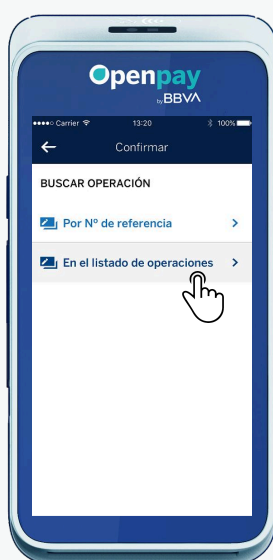 Openpay
by BBVA
Carrier 13:20 100%
Confirmar
BUSCAR OPERACIÓN
Por Nº de referencia
En el listado de operaciones